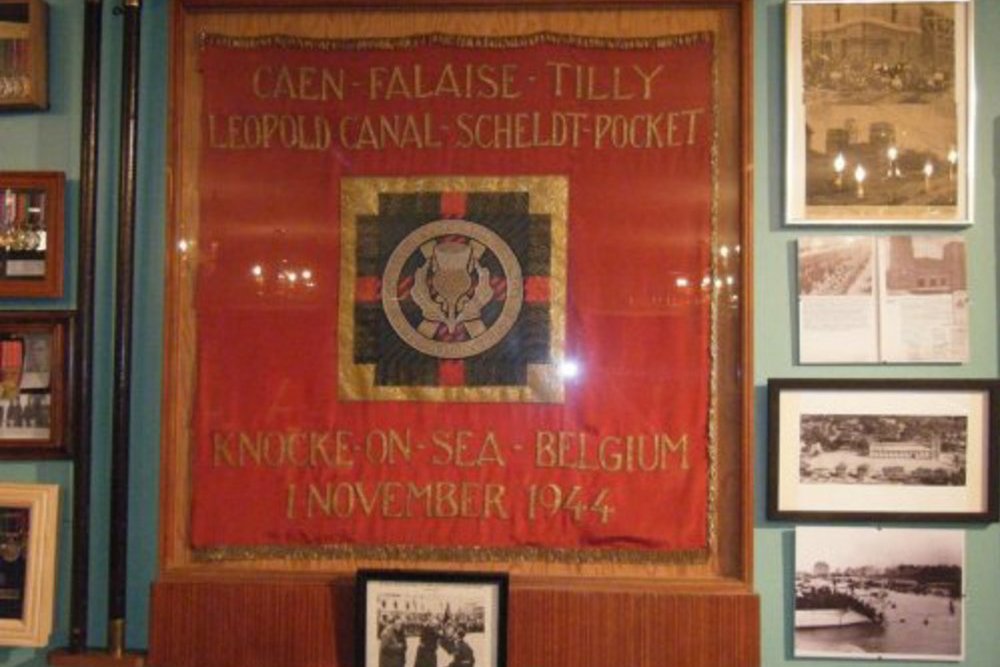 CAEN-FALAISE-TILLY
LEOPOLD CANAL-SCHELDT-POCKET
KNOCKE-ON-SEA-BELGIUM
1 NOVEMBER 1944